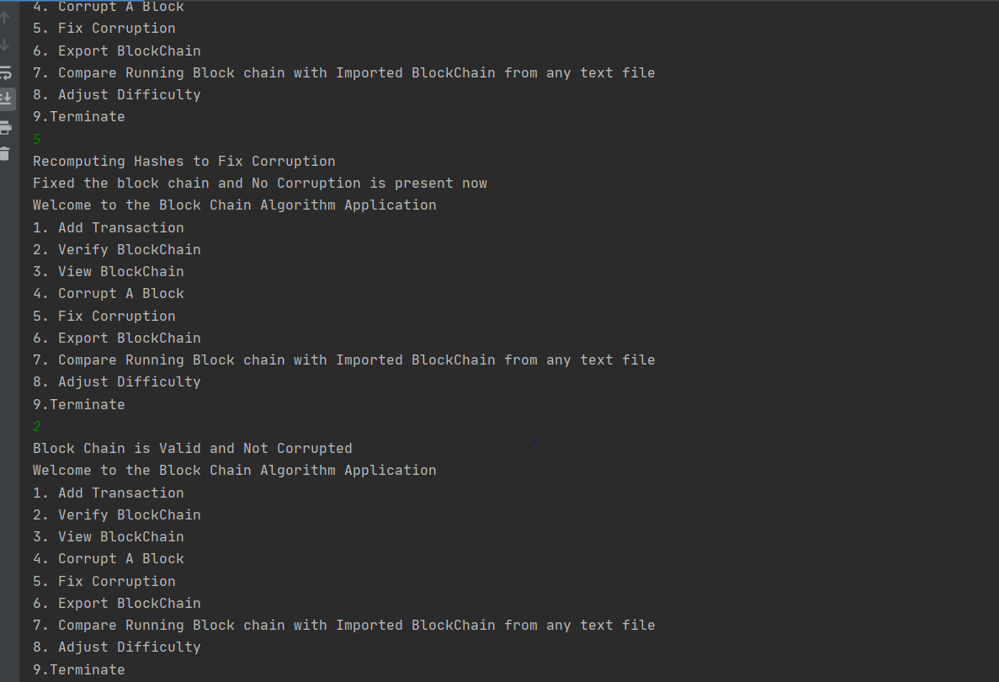 4. Corrupt A Block
5. Fix Corruption
6. Export BlockChain
7. Compare Running Block chain with Imported BlockChain from any text file
8. Adjust Difficulty
9.Terminate
5
Recomputing Hashes to Fix Corruption
Fixed the block chain and No Corruption is present now
Welcome to the Block Chain Algorithm Application
1. Add Transaction
2. Verify BlockChain
3. View BlockChain
4. Corrupt A Block
5. Fix Corruption
6. Export BlockChain
7. Compare Running Block chain with Imported BlockChain from any text file
8. Adjust Difficulty
9.Terminate
2
Block Chain is Valid and Not Corrupted
Welcome to the Block Chain Algorithm Application
1. Add Transaction
2. Verify BlockChain
3. View BlockChain
4. Corrupt A Block
5. Fix Corruption
6. Export BlockChain
7. Compare Running Block chain with Imported BlockChain from any text file
8. Adjust Difficulty
9.Terminate